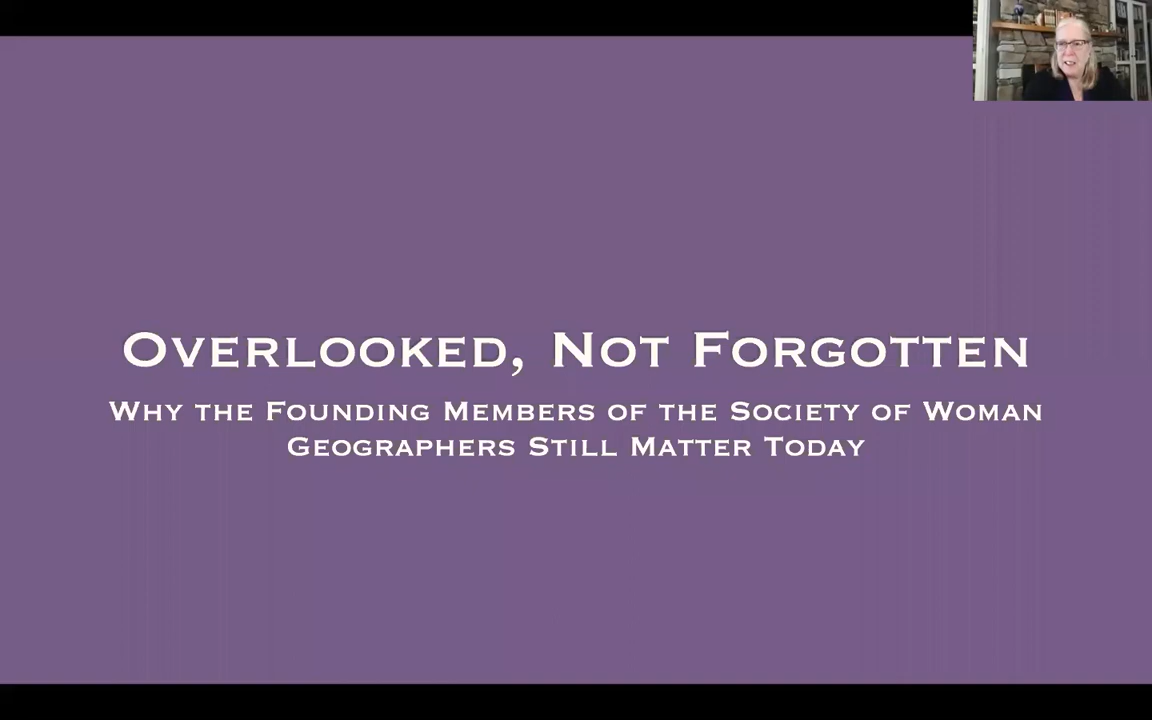 Overlooked, Not Forgotten
Why the Founding Members of the Society of Woman
Geographers Still Matter Today